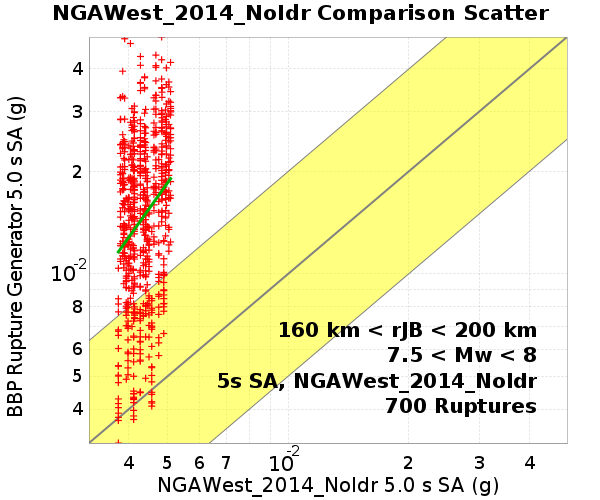 NGAWest_2014_NoIdr Comparison Scatter
BBP Rupture Generator 5.0 s SA (g)
4
3
2
10-2
8
6
5
4
160 km < rJB < 200 km
7.5 < Mw < 8
5s SA, NGAWest_2014_NoIdr
700 Ruptures
4 5 6 7 10-2 2 3 4
NGAWest_2014_NoIdr 5.0 s SA (g)